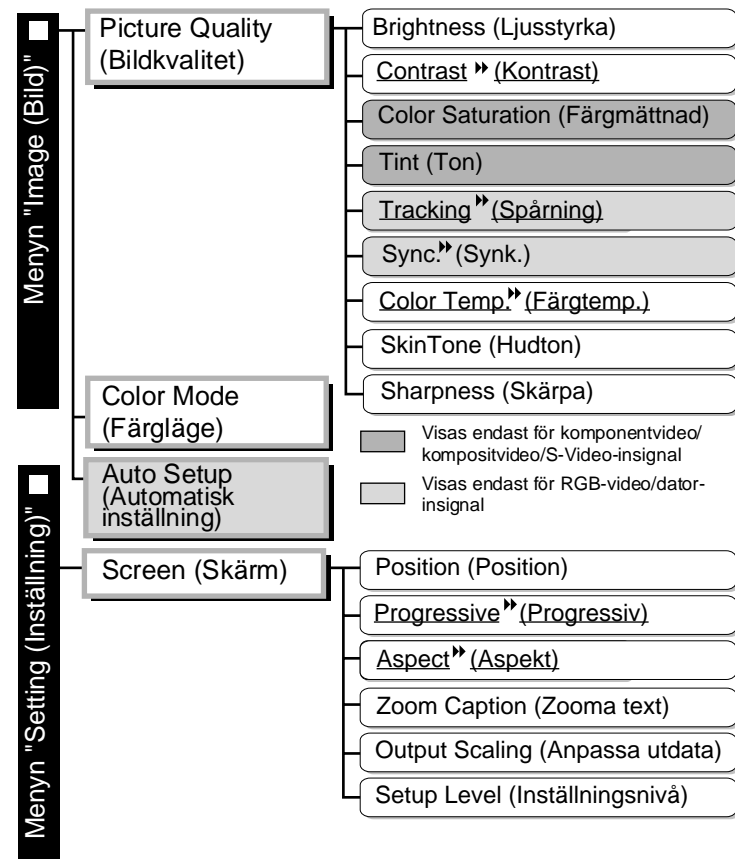 Menyn "Image (Bild)"
Picture Quality
(Bildkvalitet)
Brightness (Ljusstyrka)
Contrast (Kontrast)
Color Saturation (Färgmättnad)
Tint (Ton)
Tracking (Spårning)
Sync. (Synk.)
Color Temp. (Färgtemp.)
SkinTone (Hudton)
Sharpness (Skärpa)
Color Mode
(Färgläge)
Visas endast för komponentvideo/
kompositvideo/S-Video-insignal
Visas endast för RGB-video/dator-
insignal
Auto Setup
(Automatisk
inställning)
Menyn "Setting (Inställning)"
Screen (Skärm)
Position (Position)
Progressive (Progressiv)
Aspect (Aspekt)
Zoom Caption (Zooma text)
Output Scaling (Anpassa utdata)
Setup Level (Inställningsnivå)